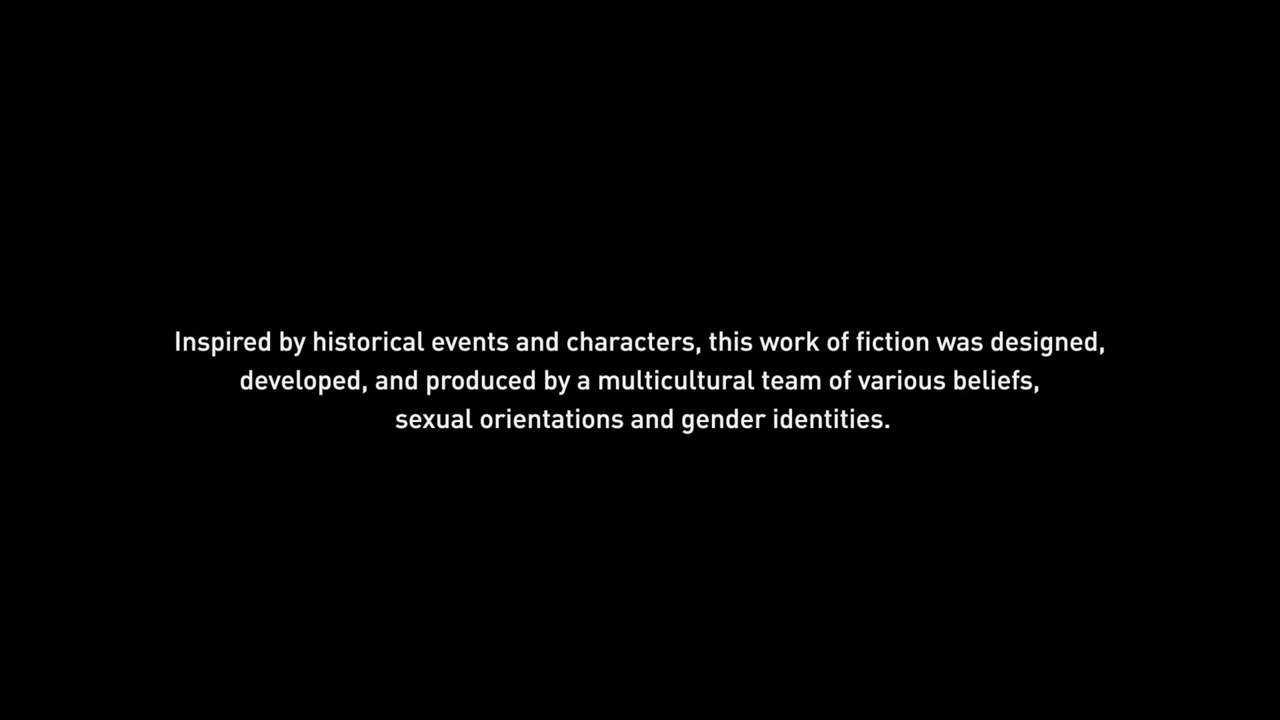 Inspired by historical events and characters, this work of fiction was designed,
developed, and produced by a multicultural team of various beliefs,
sexual orientations and gender identities.